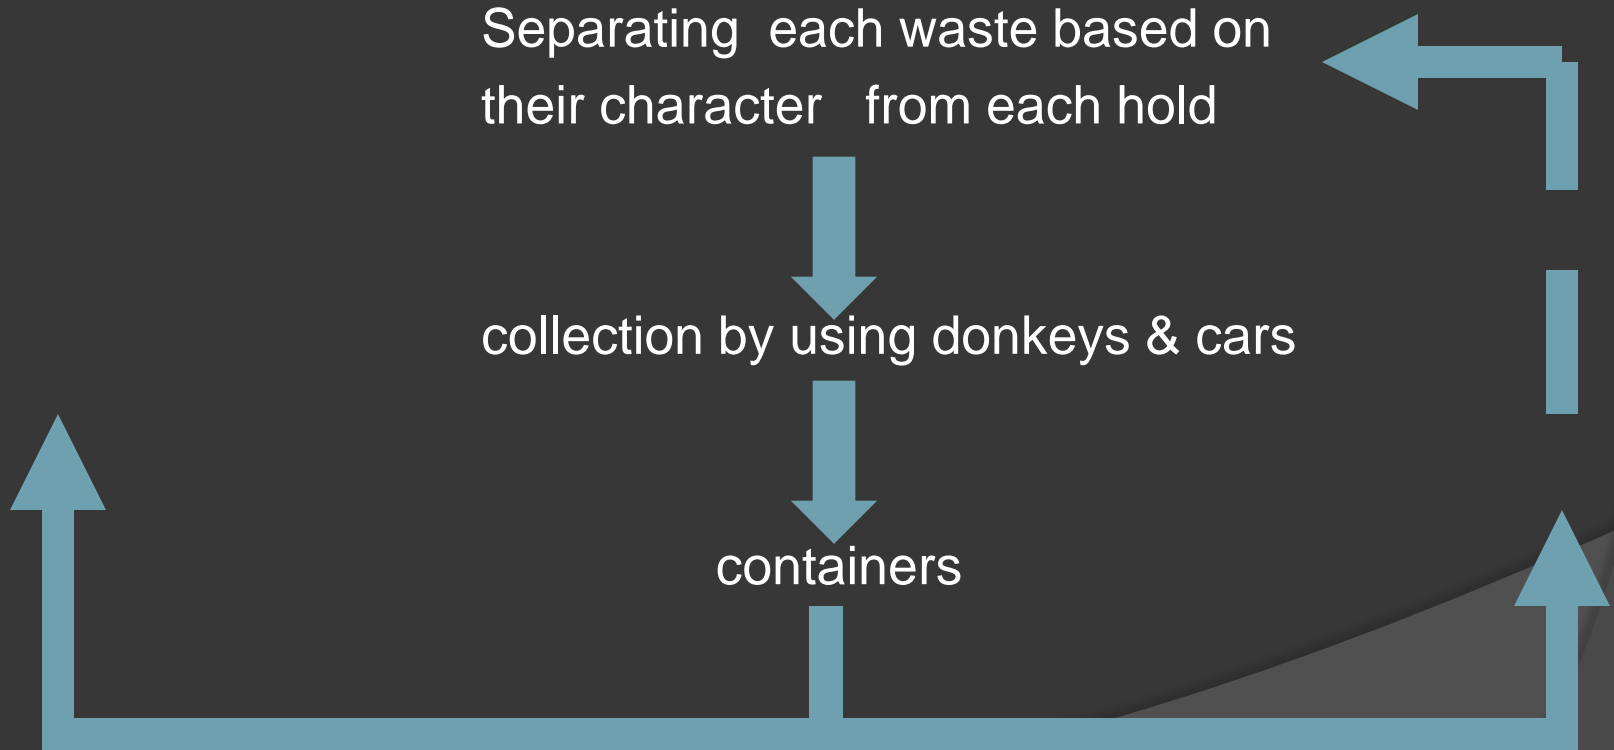 Separating  each waste based on
their character   from each hold
collection by using donkeys & cars
containers